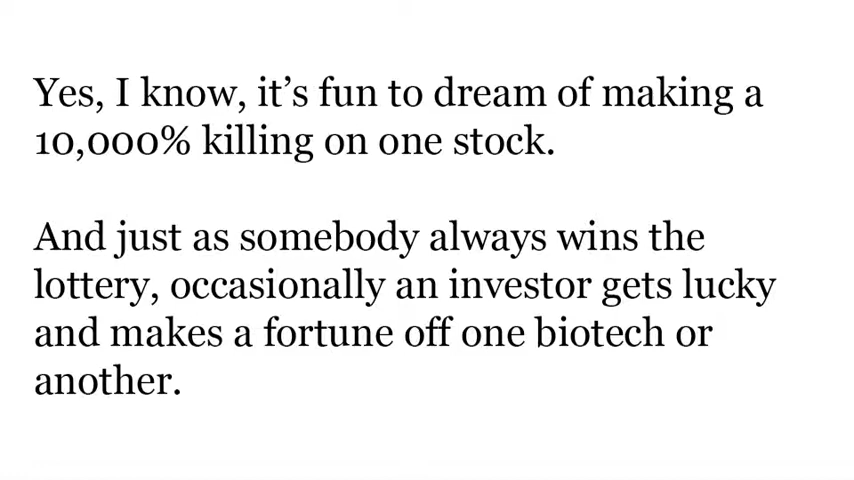 Yes, I know, it’s fun to dream of making a
10,000% killing on one stock.
And just as somebody always wins the
lottery, occasionally an investor gets lucky
and makes a fortune off one biotech or
another.